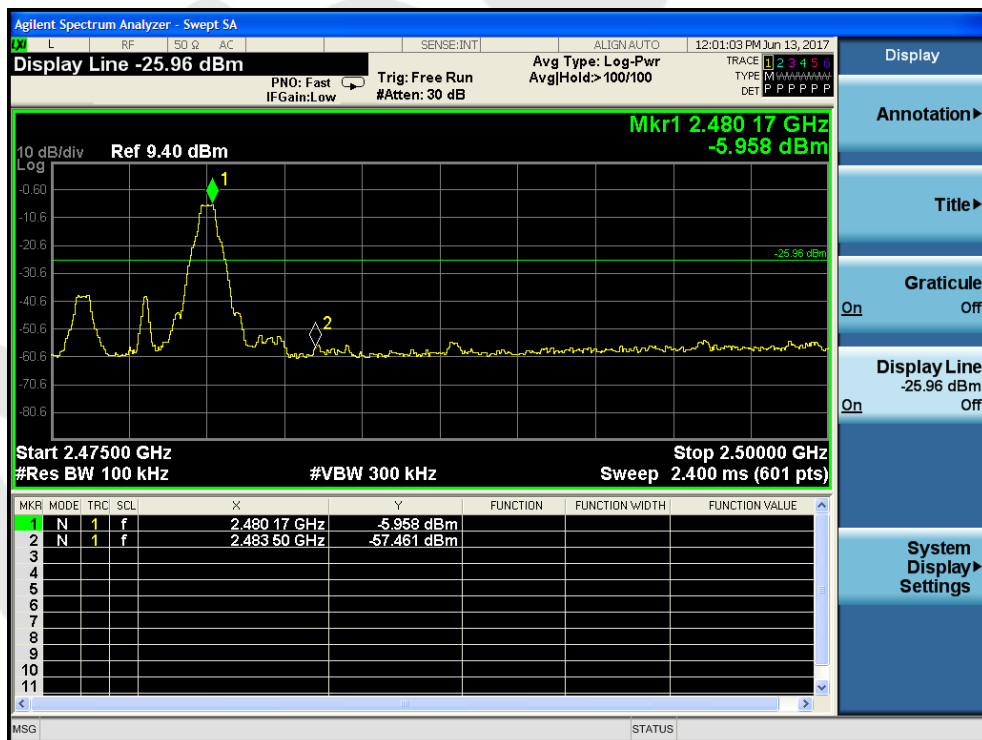 Agilent Spectrum Analyzer - Swept SA
LXI L RF 50 Ω AC SENSE:INT ALIGN AUTO 12:01:03 PM Jun 13, 2017
Display Line -25.96 dBm
PNO: Fast
IFGain:Low
Trig: Free Run
#Atten: 30 dB
Avg Type: Log-Pwr
Avg|Hold:>100/100
TRACE 1 2 3 4 5 6
TYPE MWWWWW
DET P P P P P P
Mkr1 2.480 17 GHz
-5.958 dBm
10 dB/div Ref 9.40 dBm
Log
1
-0.60
-10.6
-20.6
-25.96 dBm
-30.6
-40.6
-50.6
2
-60.6
-70.6
-80.6
Start 2.47500 GHz Stop 2.50000 GHz
#Res BW 100 kHz #VBW 300 kHz Sweep 2.400 ms (601 pts)
MKR MODE TRC SCL X Y FUNCTION FUNCTION WIDTH FUNCTION VALUE
1 N 1 f 2.480 17 GHz -5.958 dBm
2 N 1 f 2.483 50 GHz -57.461 dBm
3
4
5
6
7
8
9
10
11
MSG STATUS
Display
Annotation
Title
Graticule
On Off
Display Line
-25.96 dBm
On Off
System
Display
Settings